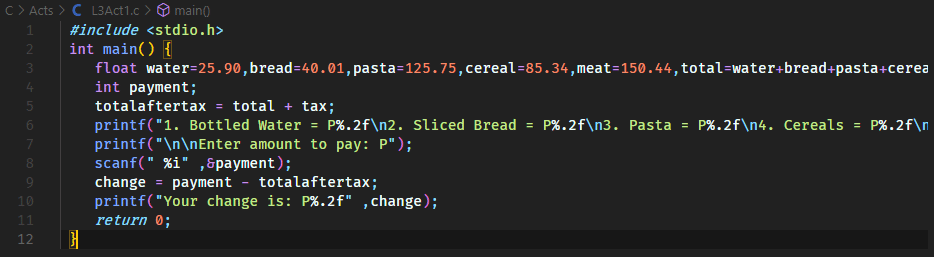 C > Acts > C L3Act1.c > main()
1 #include <stdio.h>
2 int main() {
3 float water=25.90,bread=40.01,pasta=125.75,cereal=85.34,meat=150.44,total=water+bread+pasta+cerea
4 int payment;
5 totalaftertax = total + tax;
6 printf("1. Bottled Water = P%.2f\n2. Sliced Bread = P%.2f\n3. Pasta = P%.2f\n4. Cereals = P%.2f\n
7 printf("\n\nEnter amount to pay: P");
8 scanf(" %i" ,&payment);
9 change = payment - totalaftertax;
10 printf("Your change is: P%.2f" ,change);
11 return 0;
12 }